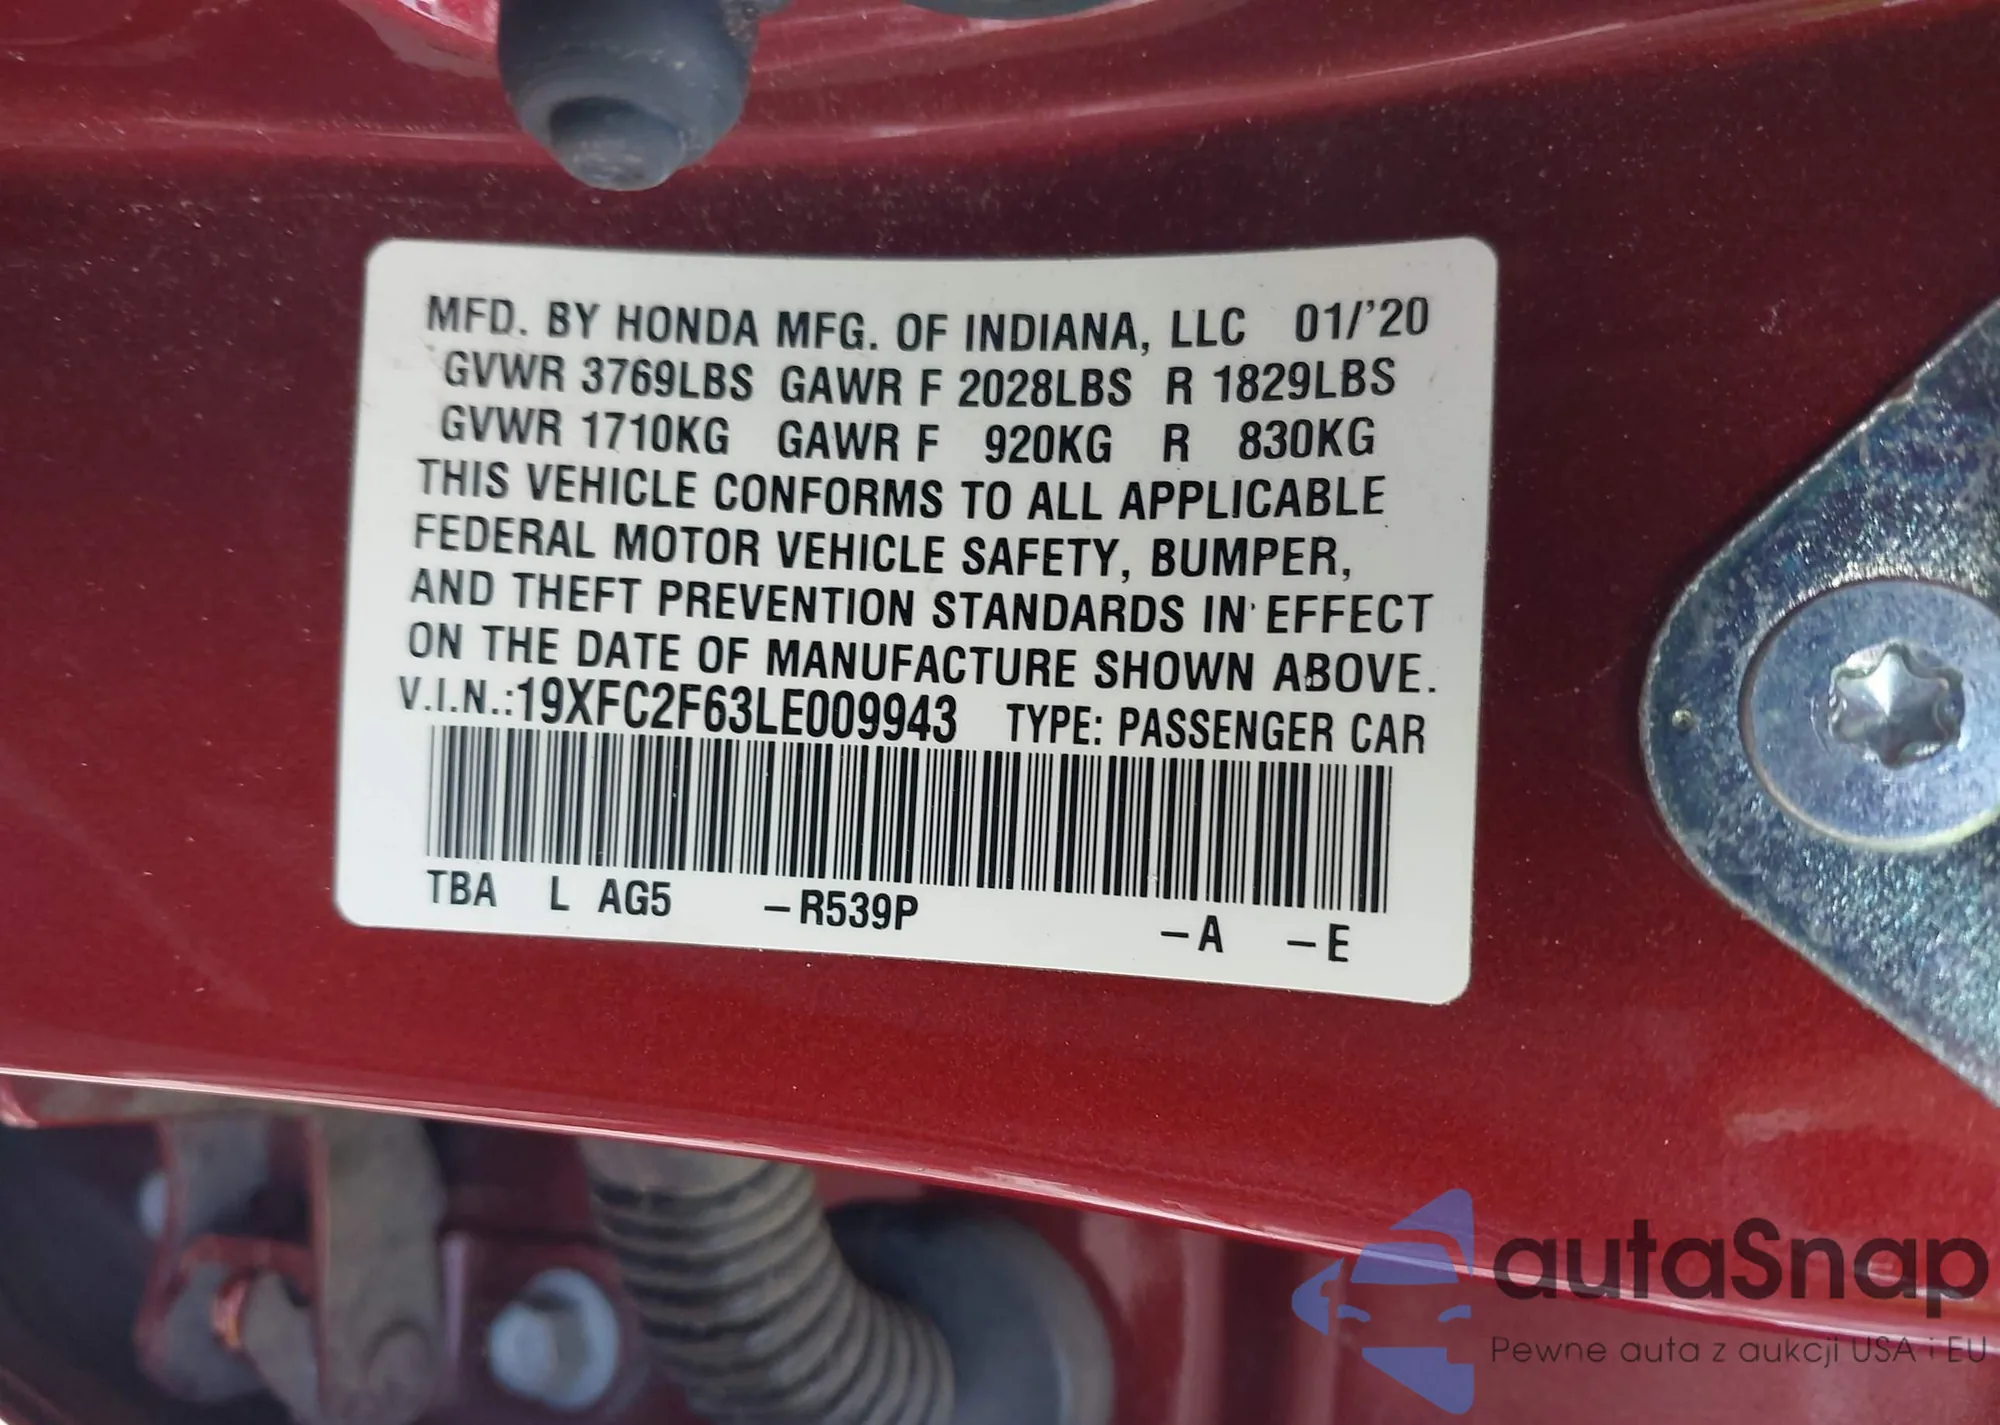 MFD. BY HONDA MFG. OF INDIANA, LLC 01/'20
GVWR 3769LBS GAWR F 2028LBS R 1829LBS
GVWR 1710KG GAWR F 920KG R 830KG
THIS VEHICLE CONFORMS TO ALL APPLICABLE
FEDERAL MOTOR VEHICLE SAFETY, BUMPER,
AND THEFT PREVENTION STANDARDS IN EFFECT
ON THE DATE OF MANUFACTURE SHOWN ABOVE.
V.I.N.:19XFC2F63LE009943 TYPE: PASSENGER CAR
TBA L AG5 –R539P –A –E
autaSnap
Pewne auta z aukcji USA i EU